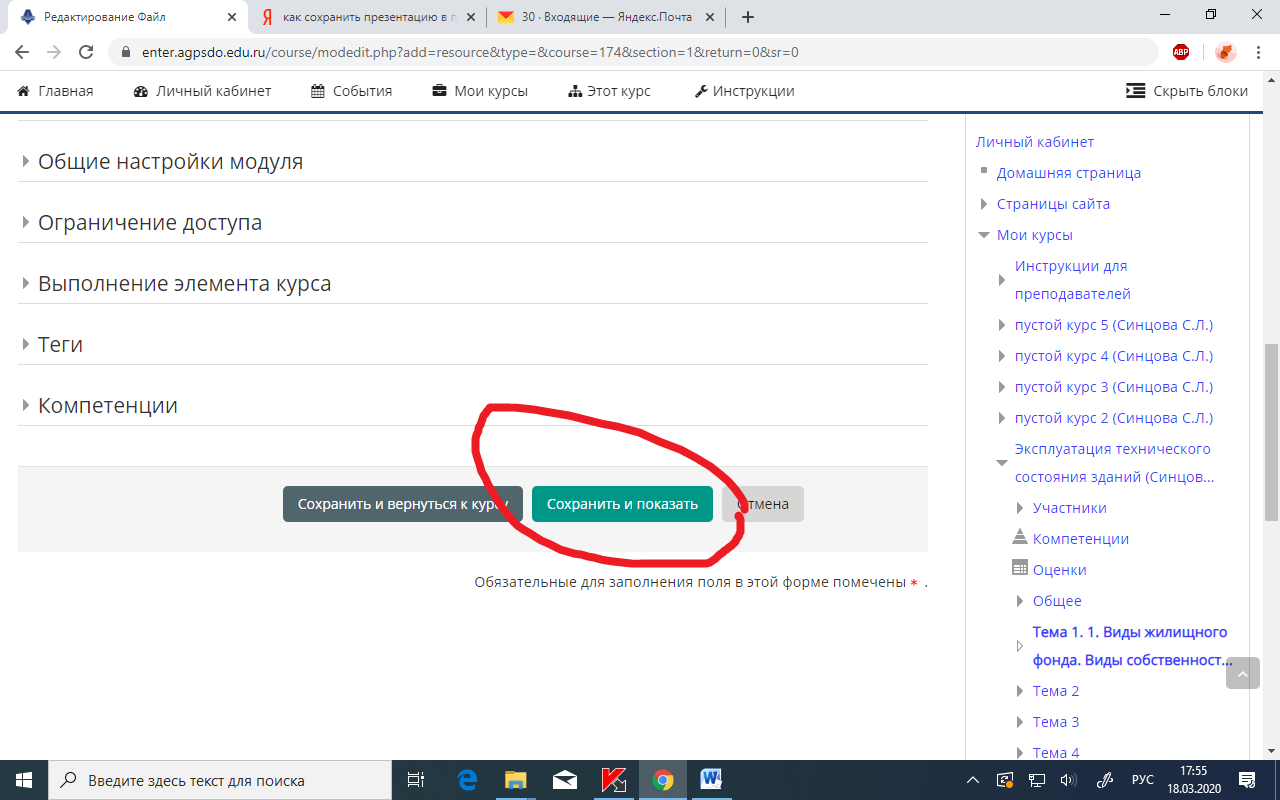 Редактирование Файл
как сохранить презентацию в п
30 · Входящие — Яндекс.Почта
enter.agpsdo.edu.ru/course/modedit.php?add=resource&type=&course=174&section=1&return=0&sr=0
ABP
Главная
Личный кабинет
События
Мои курсы
Этот курс
Инструкции
Скрыть блоки
Общие настройки модуля
Ограничение доступа
Выполнение элемента курса
Теги
Компетенции
Сохранить и вернуться к курсу
Сохранить и показать
Отмена
Обязательные для заполнения поля в этой форме помечены * .
Личный кабинет
Домашняя страница
Страницы сайта
Мои курсы
Инструкции для
преподавателей
пустой курс 5 (Синцова С.Л.)
пустой курс 4 (Синцова С.Л.)
пустой курс 3 (Синцова С.Л.)
пустой курс 2 (Синцова С.Л.)
Эксплуатация технического
состояния зданий (Синцов...
Участники
Компетенции
Оценки
Общее
Тема 1. 1. Виды жилищного
фонда. Виды собственност...
Тема 2
Тема 3
Тема 4
Введите здесь текст для поиска
РУС
17:55
18.03.2020